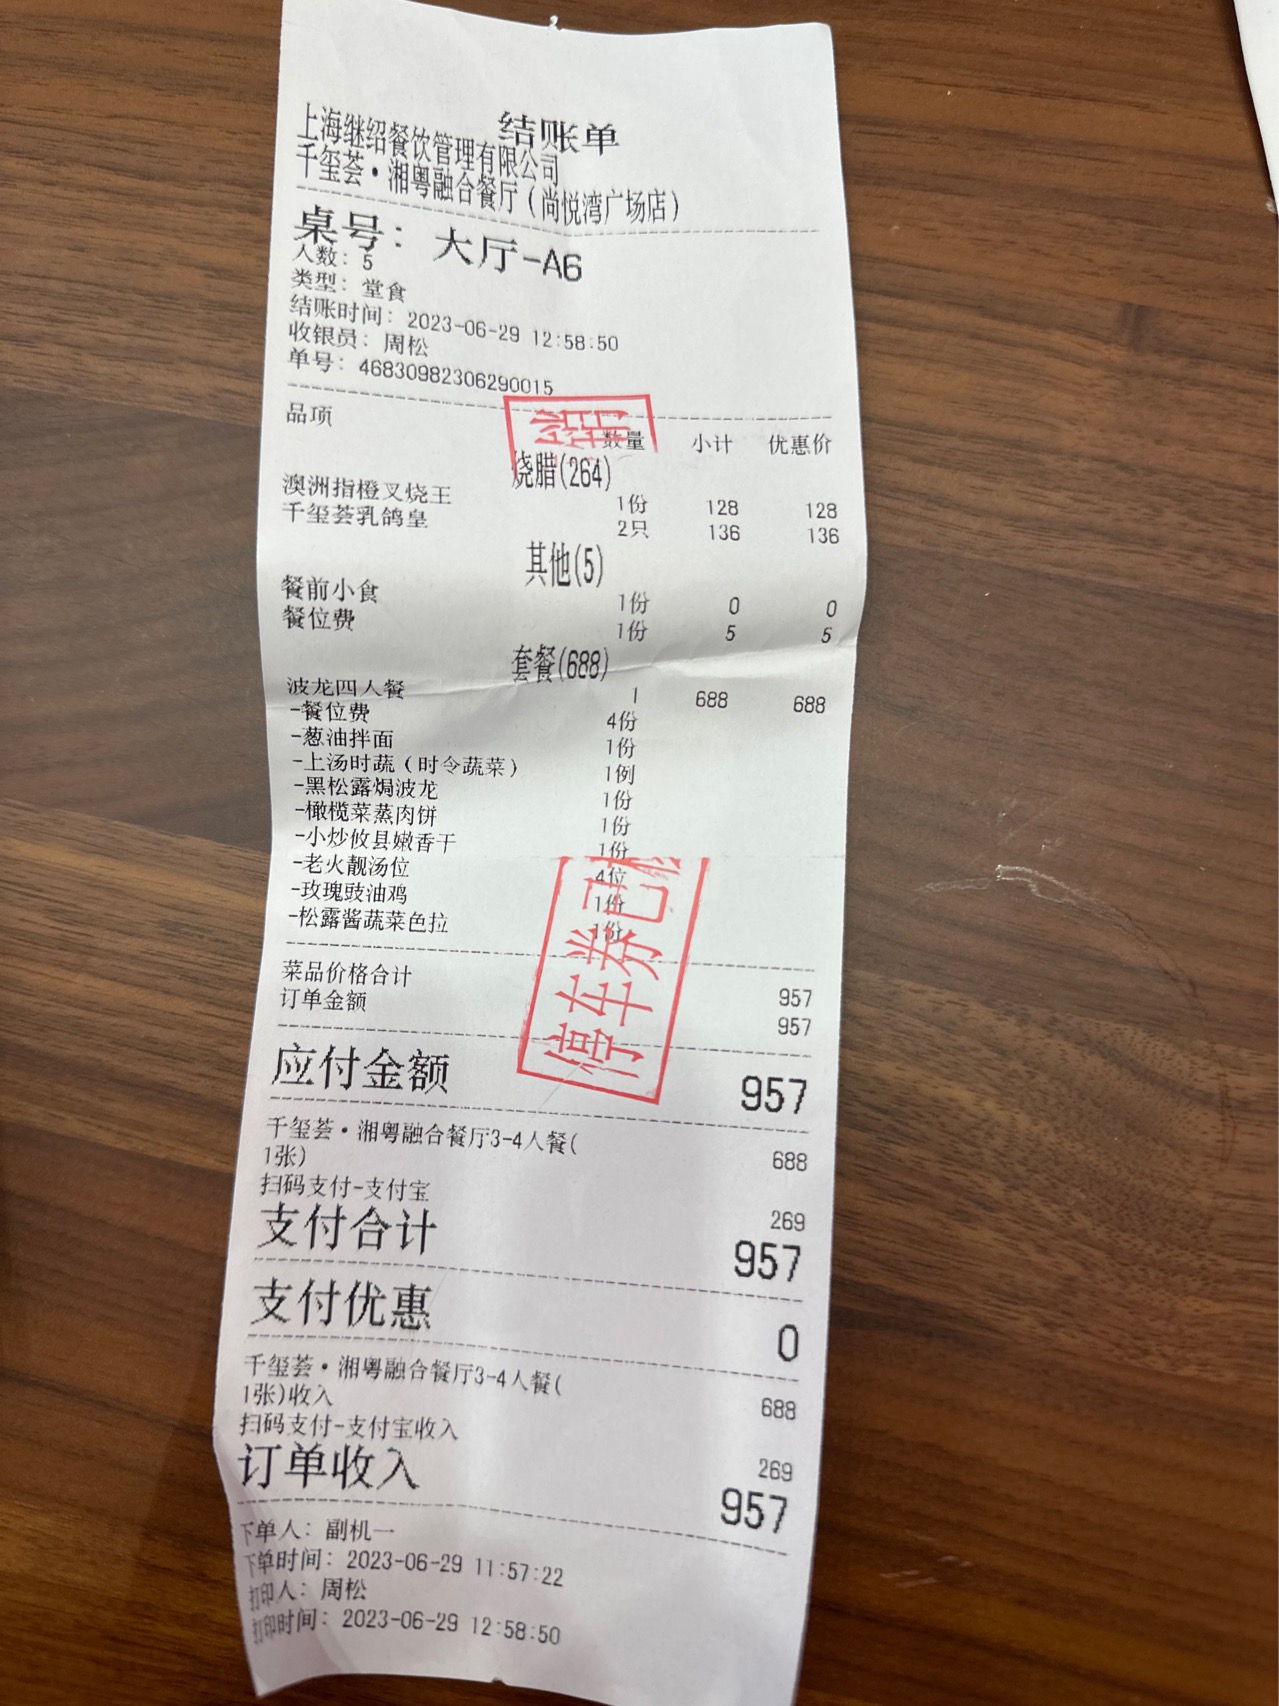 结账单
上海继绍餐饮管理有限公司
千玺荟·湘粤融合餐厅（尚悦湾广场店）
桌号： 大厅-A6
人数：5
类型：堂食
结账时间：2023-06-29 12:58:50
收银员：周松
单号：46830982306290015
品项 数量 小计 优惠价
烧腊(264)
澳洲指橙叉烧王 1份 128 128
千玺荟乳鸽皇 2只 136 136
其他(5)
餐前小食 1份 0 0
餐位费 1份 5 5
套餐(688)
波龙四人餐 1 688 688
-餐位费 4份
-葱油拌面 1份
-上汤时蔬（时令蔬菜） 1例
-黑松露焗波龙 1份
-橄榄菜蒸肉饼 1份
-小炒攸县嫩香干 1份
-老火靓汤位 4位
-玫瑰豉油鸡 1份
-松露酱蔬菜色拉 1份
停车券已
菜品价格合计 957
订单金额 957
应付金额 957
千玺荟·湘粤融合餐厅3-4人餐(
1张) 688
扫码支付-支付宝 269
支付合计 957
支付优惠 0
千玺荟·湘粤融合餐厅3-4人餐(
1张)收入 688
扫码支付-支付宝收入 269
订单收入 957
下单人：副机一
下单时间：2023-06-29 11:57:22
打印人：周松
打印时间：2023-06-29 12:58:50